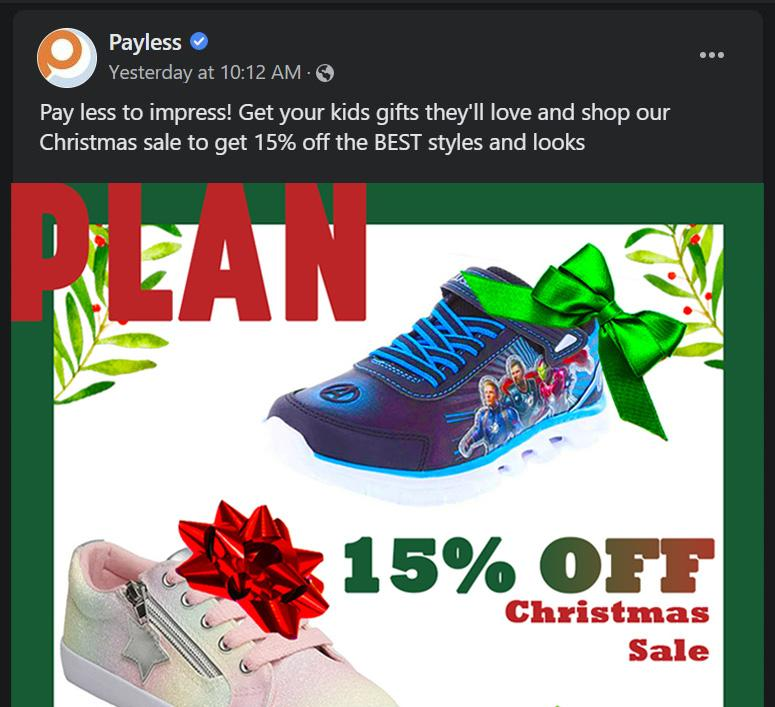 Payless
Yesterday at 10:12 AM ·
Pay less to impress! Get your kids gifts they'll love and shop our
Christmas sale to get 15% off the BEST styles and looks
PLAN
15% OFF
Christmas
Sale